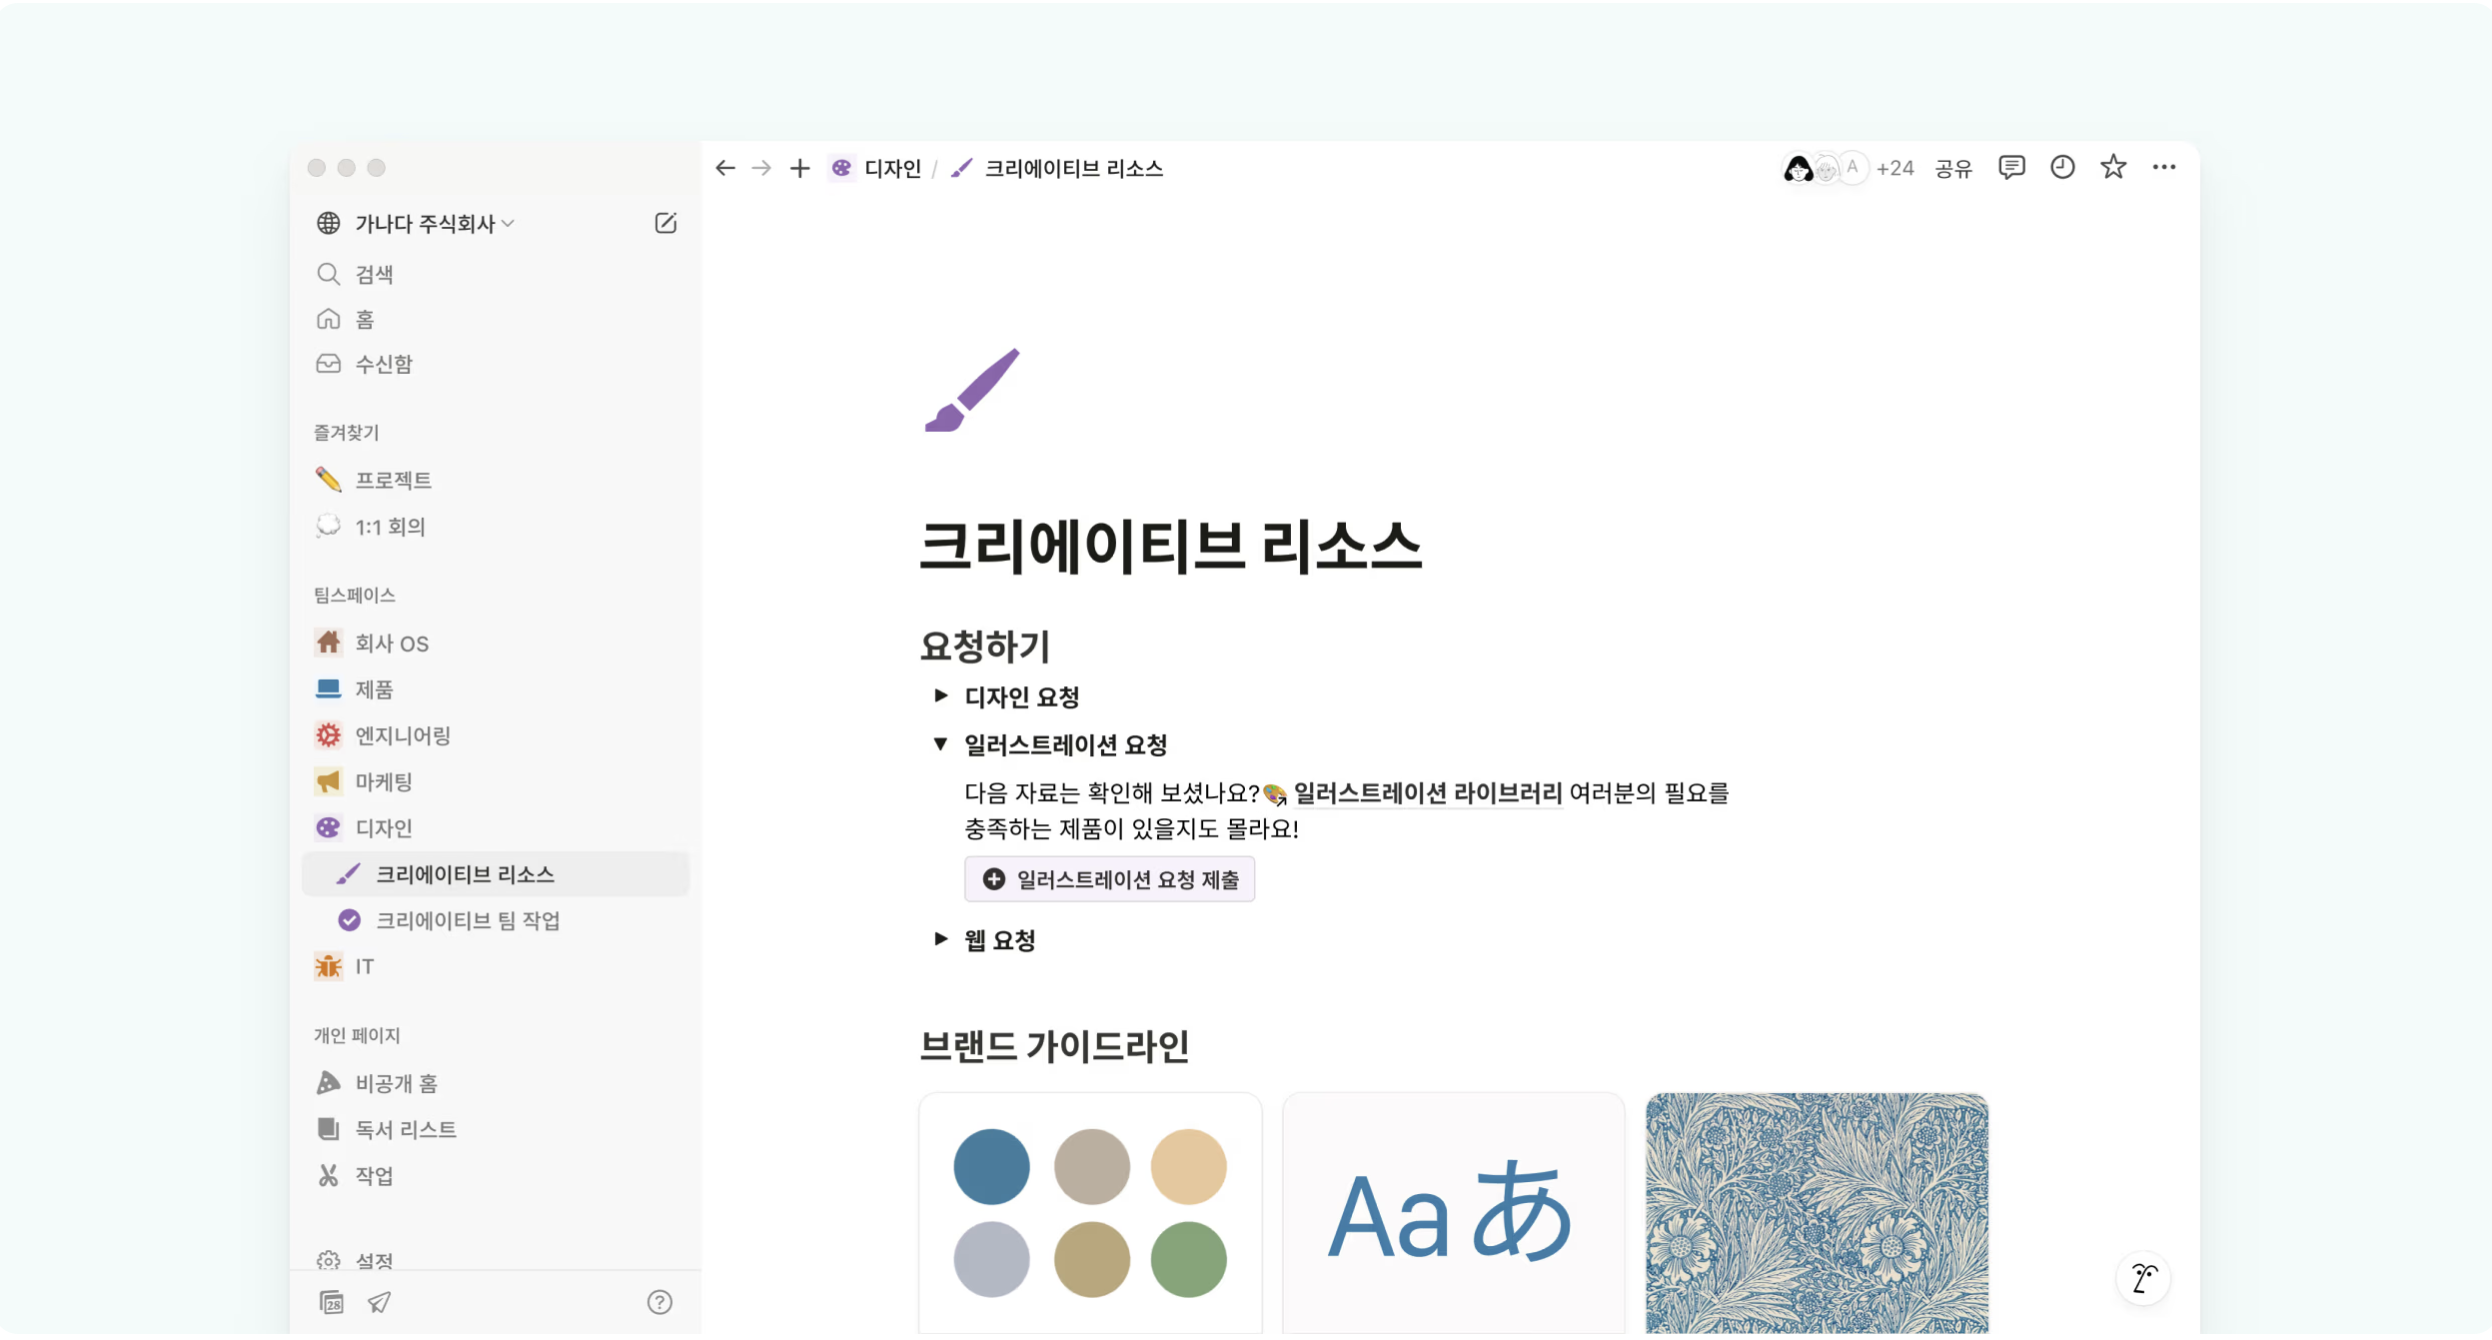 가나다 주식회사
검색
홈
수신함
즐겨찾기
프로젝트
1:1 회의
팀스페이스
회사 OS
제품
엔지니어링
마케팅
디자인
크리에이티브 리소스
크리에이티브 팀 작업
IT
개인 페이지
비공개 홈
독서 리스트
작업
설정
28
디자인 / 크리에이티브 리소스
A +24 공유
크리에이티브 리소스
요청하기
디자인 요청
일러스트레이션 요청
다음 자료는 확인해 보셨나요? 일러스트레이션 라이브러리 여러분의 필요를
충족하는 제품이 있을지도 몰라요!
일러스트레이션 요청 제출
웹 요청
브랜드 가이드라인
Aa あ